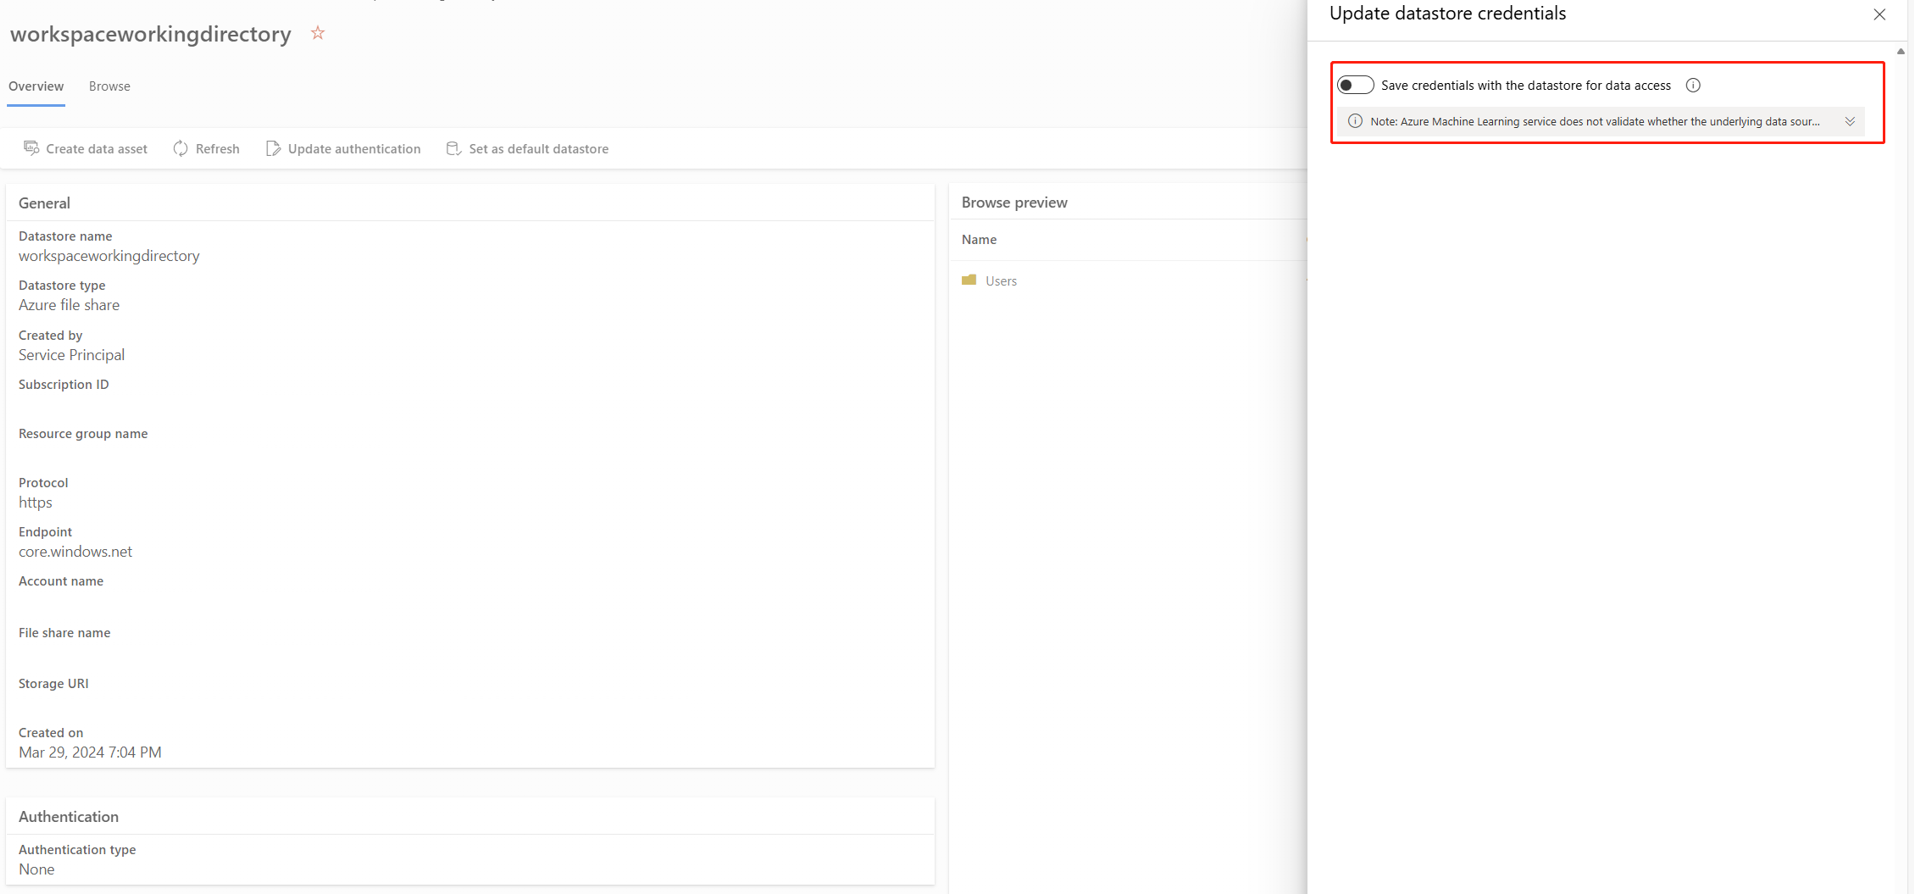 workspaceworkingdirectory
Overview
Browse
Create data asset
Refresh
Update authentication
Set as default datastore
General
Datastore name
workspaceworkingdirectory
Datastore type
Azure file share
Created by
Service Principal
Subscription ID
Resource group name
Protocol
https
Endpoint
core.windows.net
Account name
File share name
Storage URI
Created on
Mar 29, 2024 7:04 PM
Authentication
Authentication type
None
Browse preview
Name
Users
Update datastore credentials
Save credentials with the datastore for data access
Note: Azure Machine Learning service does not validate whether the underlying data sour...